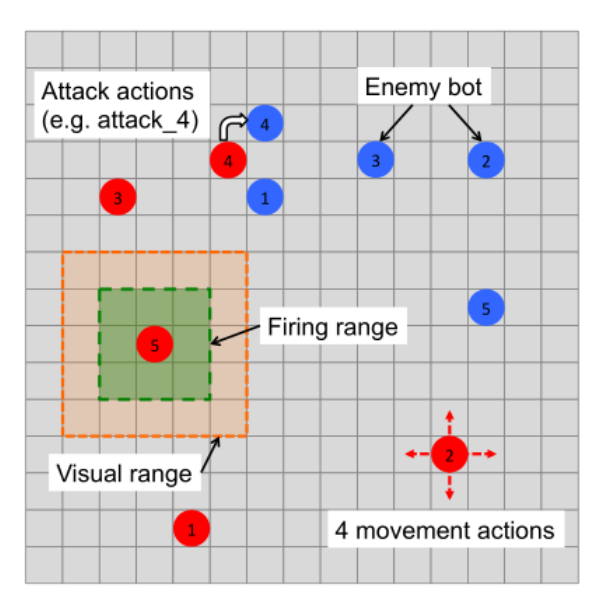 Attack actions
(e.g. attack_4)
Enemy bot
4
4
3
2
3
1
5
Firing range
5
2
Visual range
1
4 movement actions